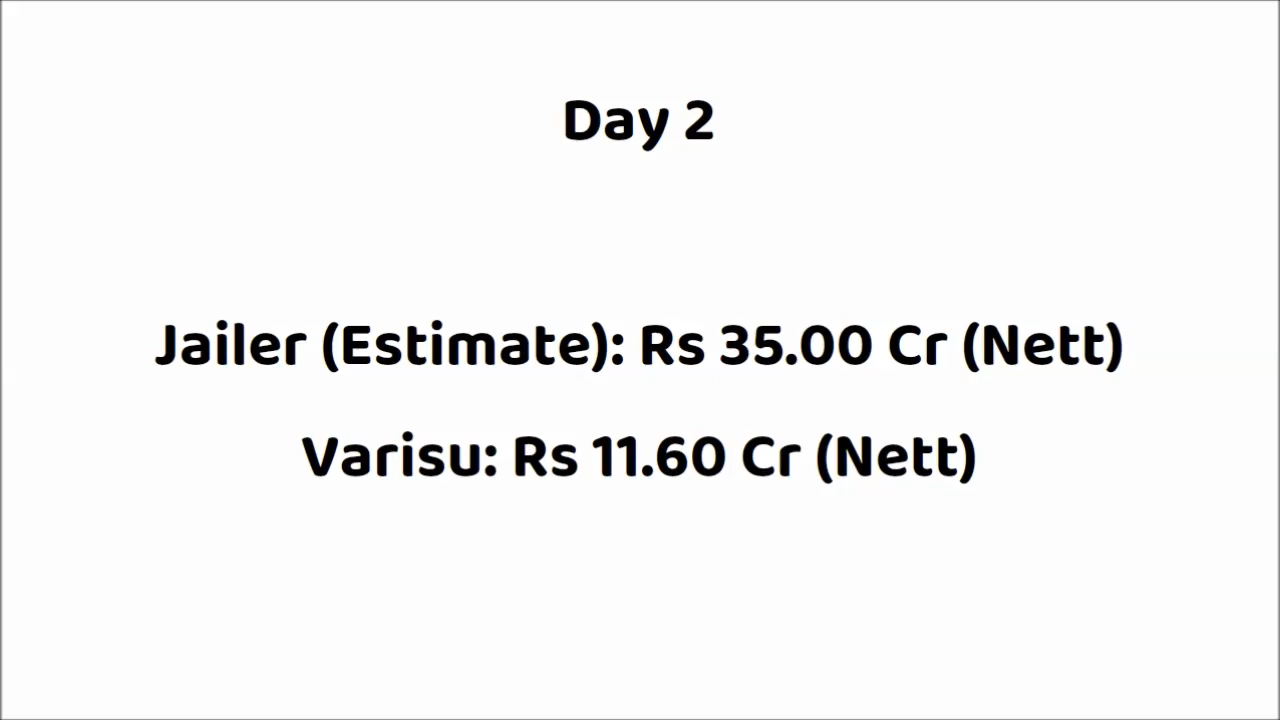 Day 2
Jailer (Estimate): Rs 35.00 Cr (Nett)
Varisu: Rs 11.60 Cr (Nett)